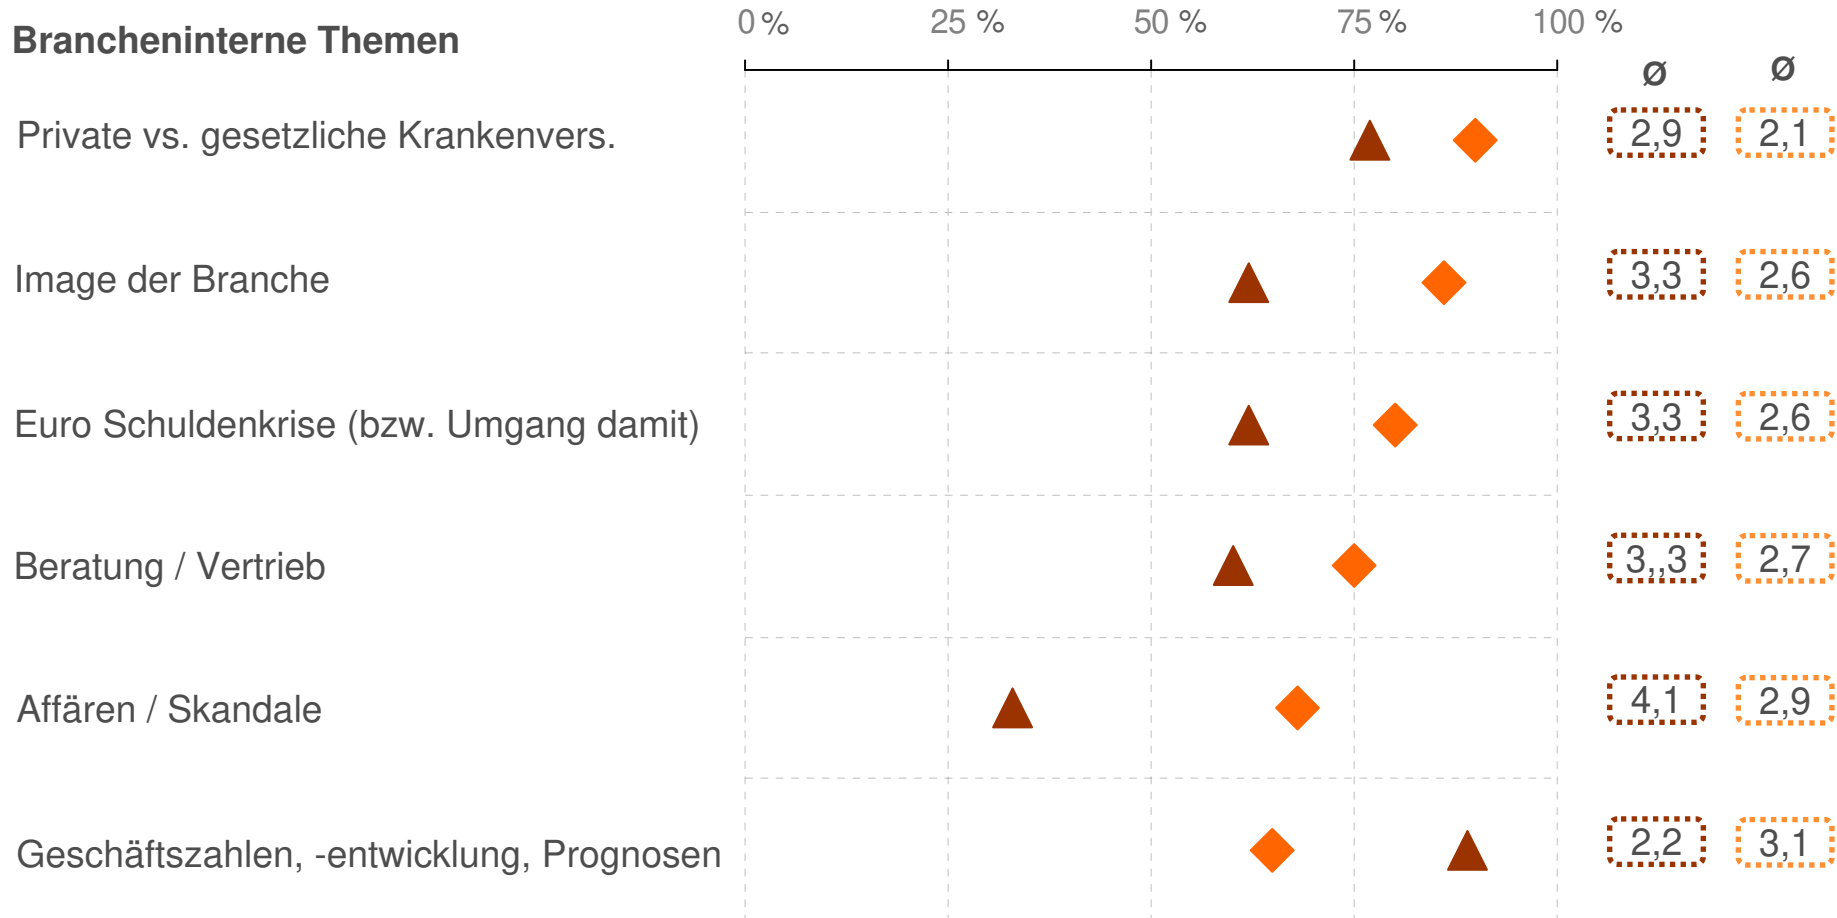 Brancheninterne Themen
0 % 25 % 50 % 75 % 100 %
ø ø
Private vs. gesetzliche Krankenvers. 2,9 2,1
Image der Branche 3,3 2,6
Euro Schuldenkrise (bzw. Umgang damit) 3,3 2,6
Beratung / Vertrieb 3,,3 2,7
Affären / Skandale 4,1 2,9
Geschäftszahlen, -entwicklung, Prognosen 2,2 3,1